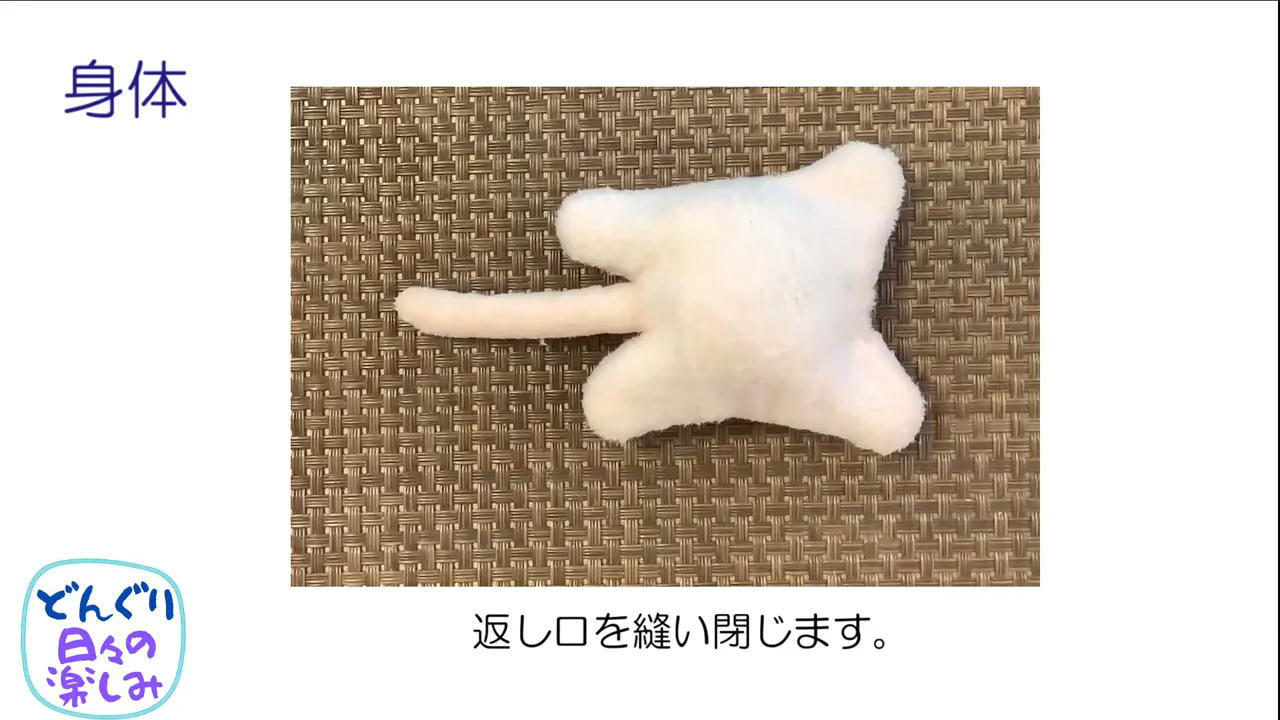 身体
返し口を縫い閉じます。
どんぐり
日々の
楽しみ